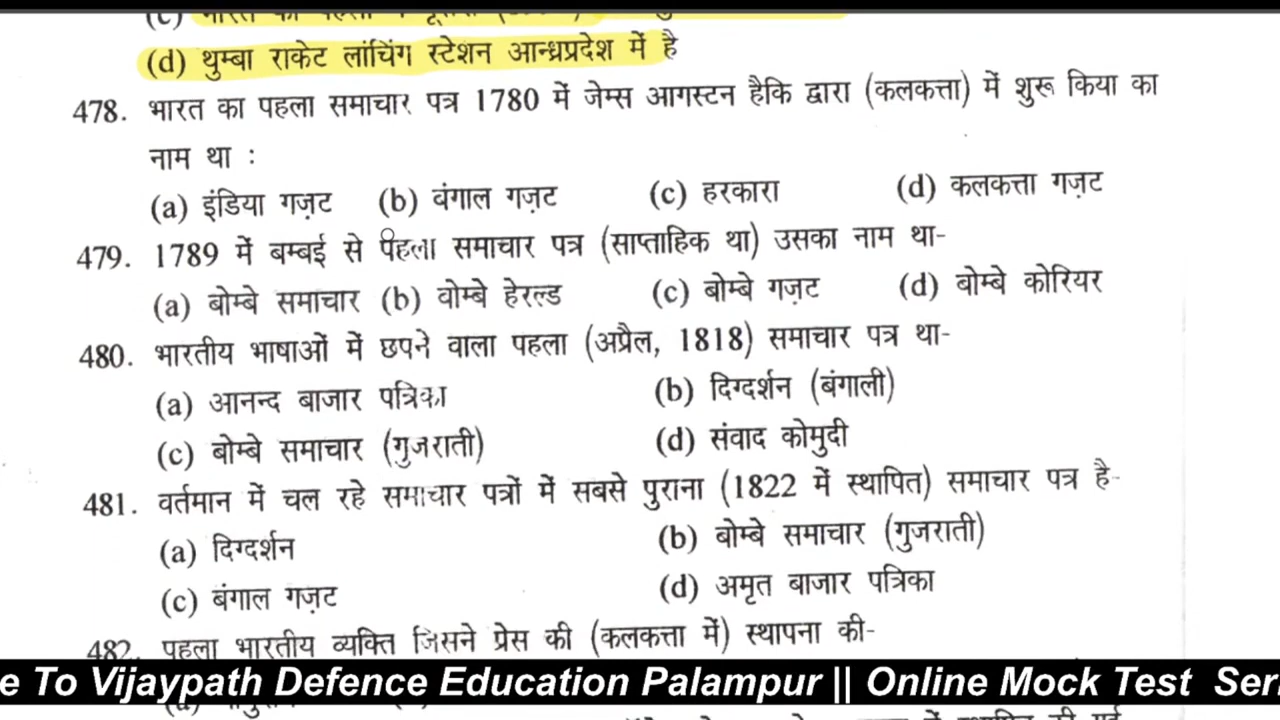 (c)
(d) थुम्बा राकेट लांचिंग स्टेशन आन्ध्रप्रदेश में है
478. भारत का पहला समाचार पत्र 1780 में जेम्स आगस्टन हैकि द्वारा (कलकत्ता) में शुरू किया का
नाम था :
(a) इंडिया गज़ट (b) बंगाल गज़ट (c) हरकारा (d) कलकत्ता गज़ट
479. 1789 में बम्बई से पहला समाचार पत्र (साप्ताहिक था) उसका नाम था-
(a) बोम्बे समाचार (b) वोम्बे हेरल्ड (c) बोम्बे गज़ट (d) बोम्बे कोरियर
480. भारतीय भाषाओं में छपने वाला पहला (अप्रैल, 1818) समाचार पत्र था-
(a) आनन्द बाजार पत्रिका (b) दिग्दर्शन (बंगाली)
(c) बोम्बे समाचार (गुजराती) (d) संवाद कोमुदी
481. वर्तमान में चल रहे समाचार पत्रों में सबसे पुराना (1822 में स्थापित) समाचार पत्र है-
(a) दिग्दर्शन (b) बोम्बे समाचार (गुजराती)
(c) बंगाल गज़ट (d) अमृत बाजार पत्रिका
482. पहला भारतीय व्यक्ति जिसने प्रेस की (कलकत्ता में) स्थापना की-
e To Vijaypath Defence Education Palampur || Online Mock Test Ser